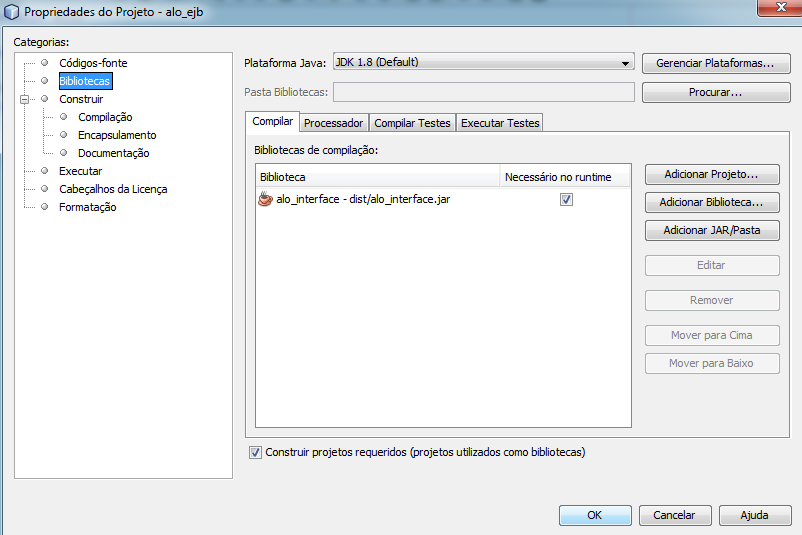 Propriedades do Projeto - alo_ejb
Categorias:
Códigos-fonte
Bibliotecas
Construir
Compilação
Encapsulamento
Documentação
Executar
Cabeçalhos da Licença
Formatação
Plataforma Java: JDK 1.8 (Default) Gerenciar Plataformas...
Pasta Bibliotecas: Procurar...
Compilar Processador Compilar Testes Executar Testes
Bibliotecas de compilação:
Biblioteca Necessário no runtime
alo_interface - dist/alo_interface.jar
Adicionar Projeto...
Adicionar Biblioteca...
Adicionar JAR/Pasta
Editar
Remover
Mover para Cima
Mover para Baixo
Construir projetos requeridos (projetos utilizados como bibliotecas)
OK Cancelar Ajuda